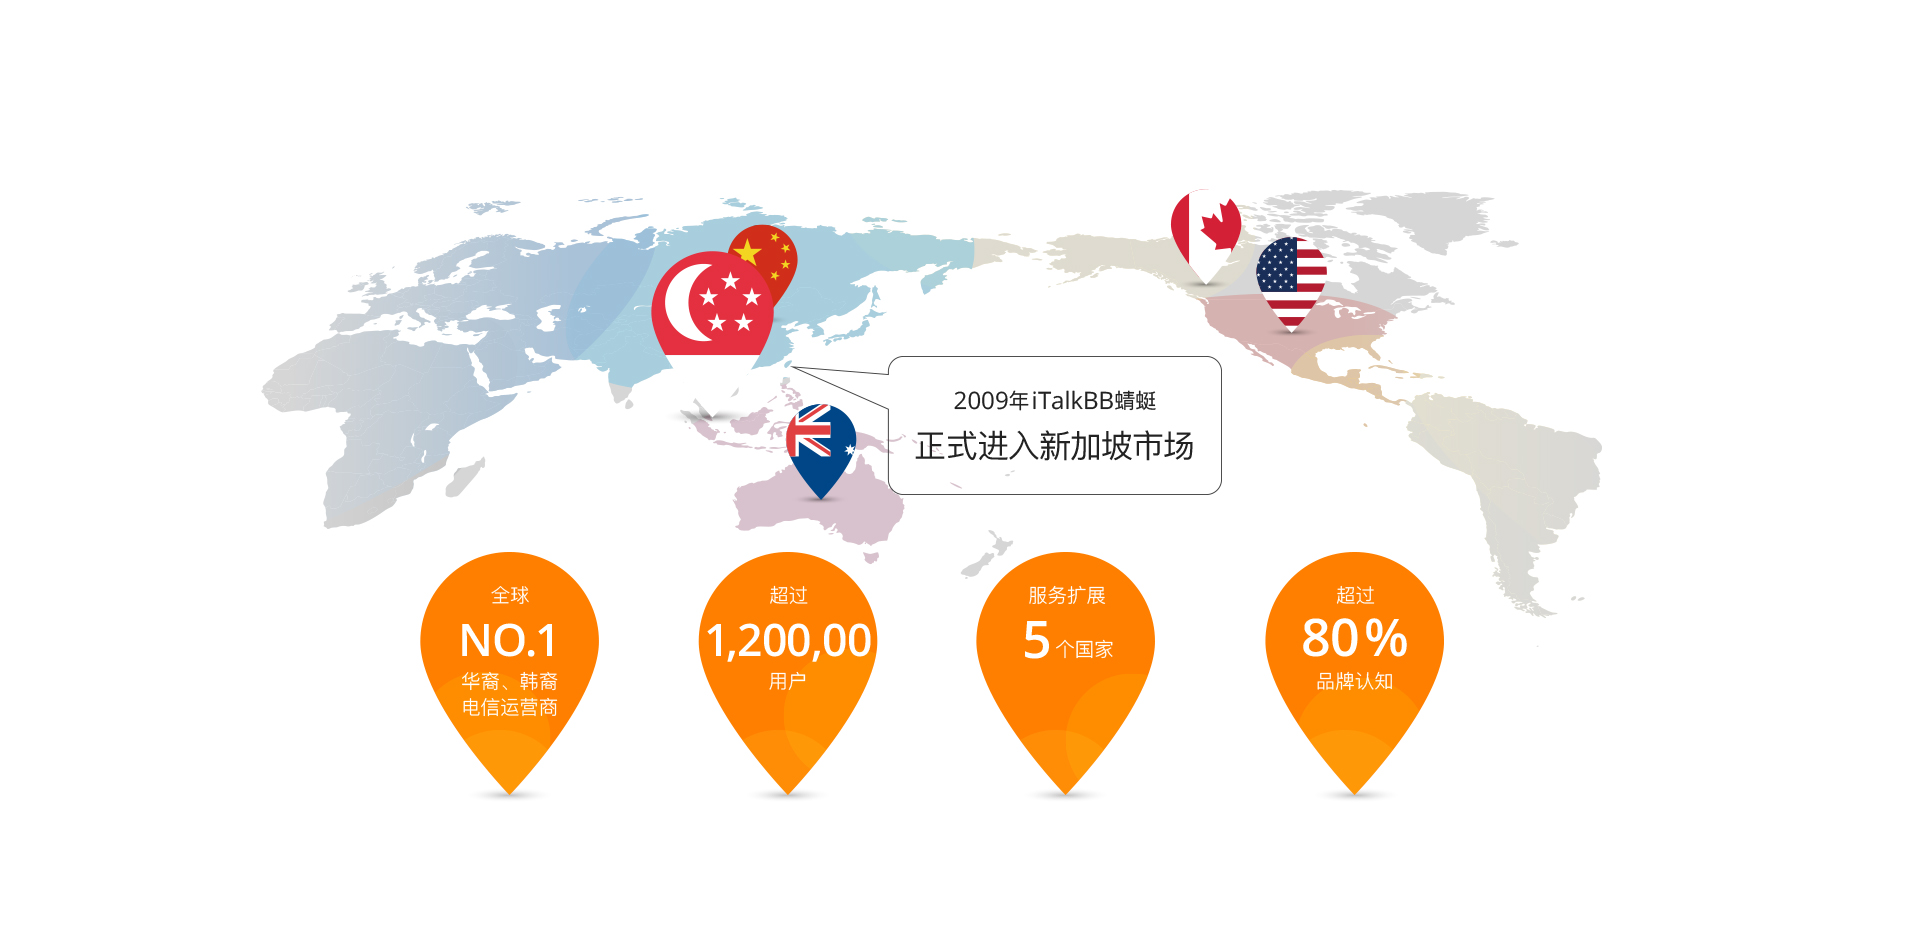 2009年iTalkBB蜻蜓
正式进入新加坡市场
全球
NO.1
华裔、韩裔
电信运营商
超过
1,200,00
用户
服务扩展
5 个国家
超过
80%
品牌认知